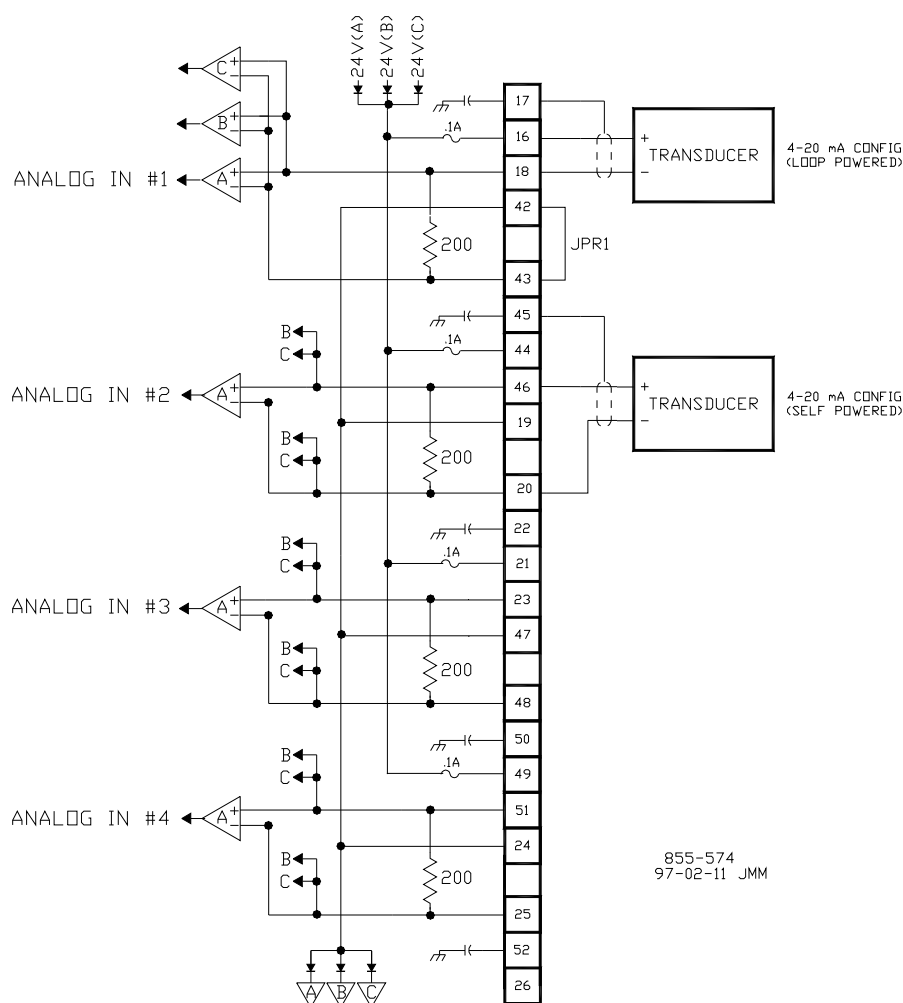 24V(A)
24V(B)
24V(C)
C + −
B + −
ANALOG IN #1
A + −
17
.1A
16
18
42
200
JPR1
43
+
TRANSDUCER
−
4-20 mA CONFIG
(LOOP POWERED)
45
.1A
44
B
C
ANALOG IN #2
A + −
46
19
B
C
200
20
+
TRANSDUCER
−
4-20 mA CONFIG
(SELF POWERED)
22
.1A
21
B
C
ANALOG IN #3
A + −
23
47
B
C
200
48
50
.1A
49
B
C
ANALOG IN #4
A + −
51
24
B
C
200
25
52
26
A
B
C
855-574
97-02-11 JMM